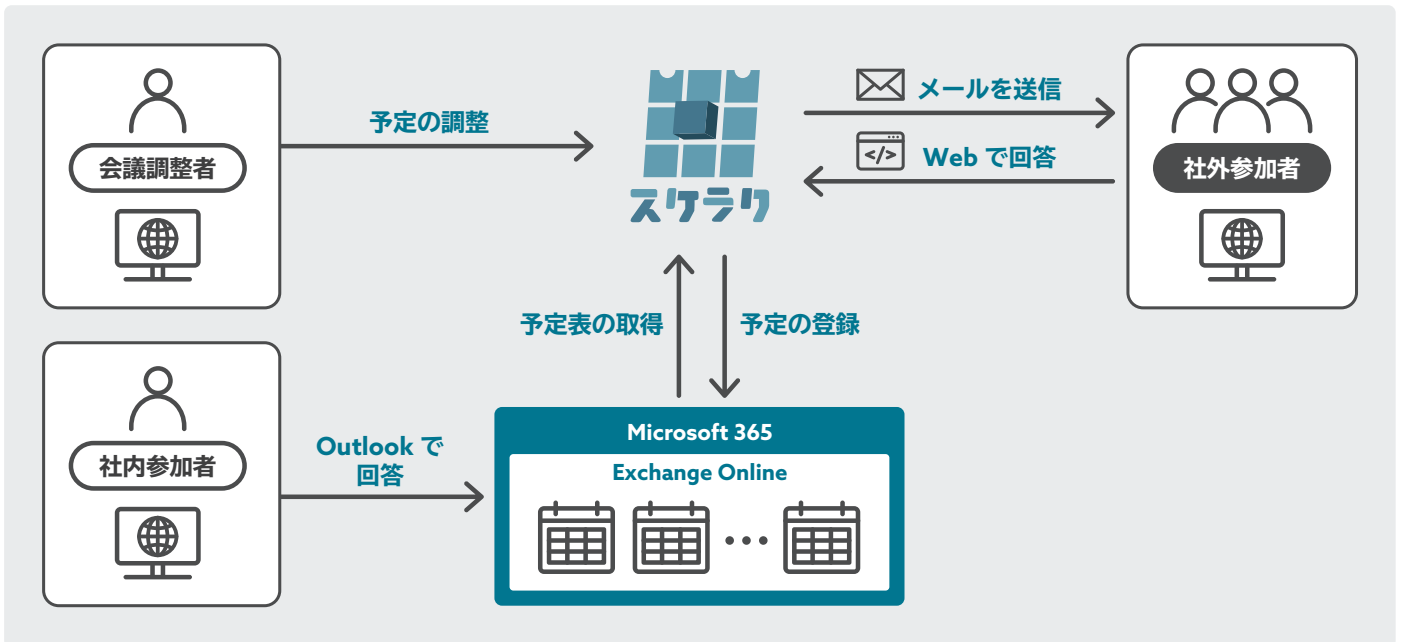 予定の調整
会議調整者
スケラク
メールを送信
</>
Web で回答
社外参加者
予定表の取得
予定の登録
社内参加者
Outlook で
回答
Microsoft 365
Exchange Online